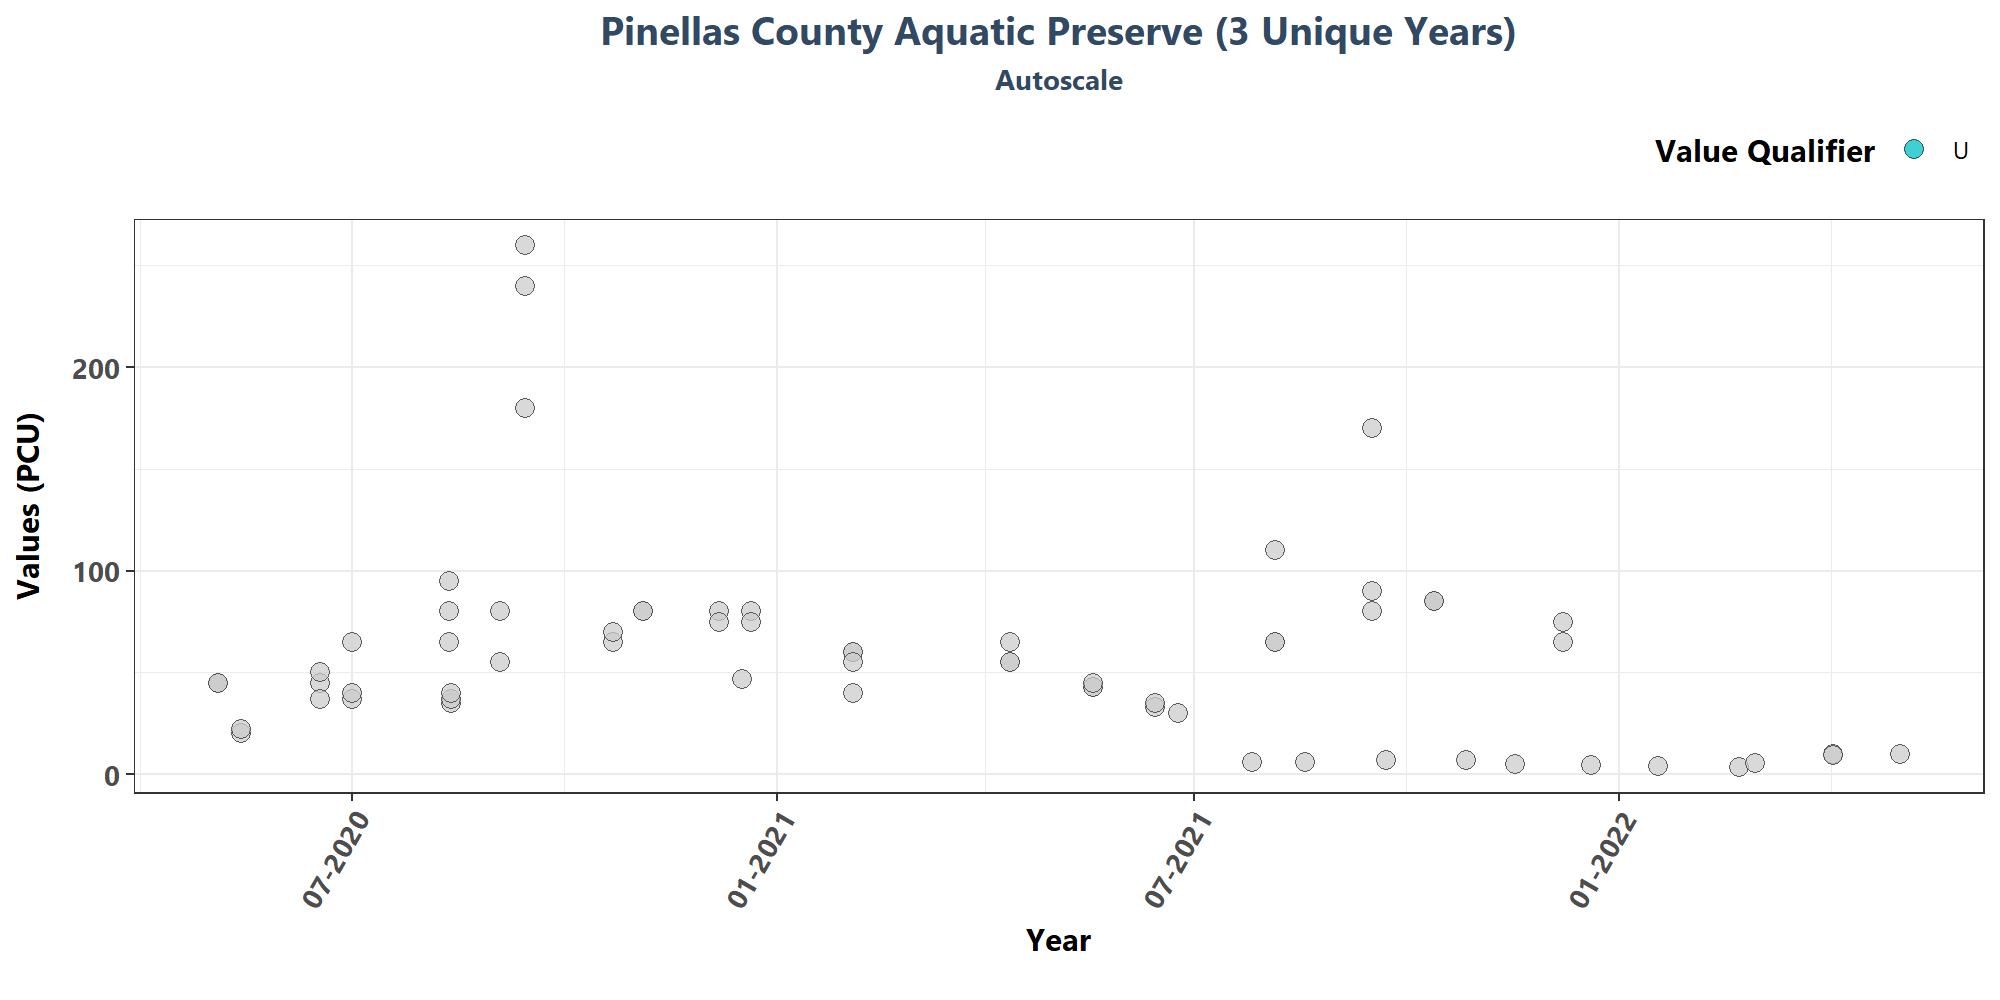 Pinellas County Aquatic Preserve (3 Unique Years)
Autoscale
Value Qualifier U
Values (PCU)
200
100
0
07-2020
01-2021
07-2021
01-2022
Year